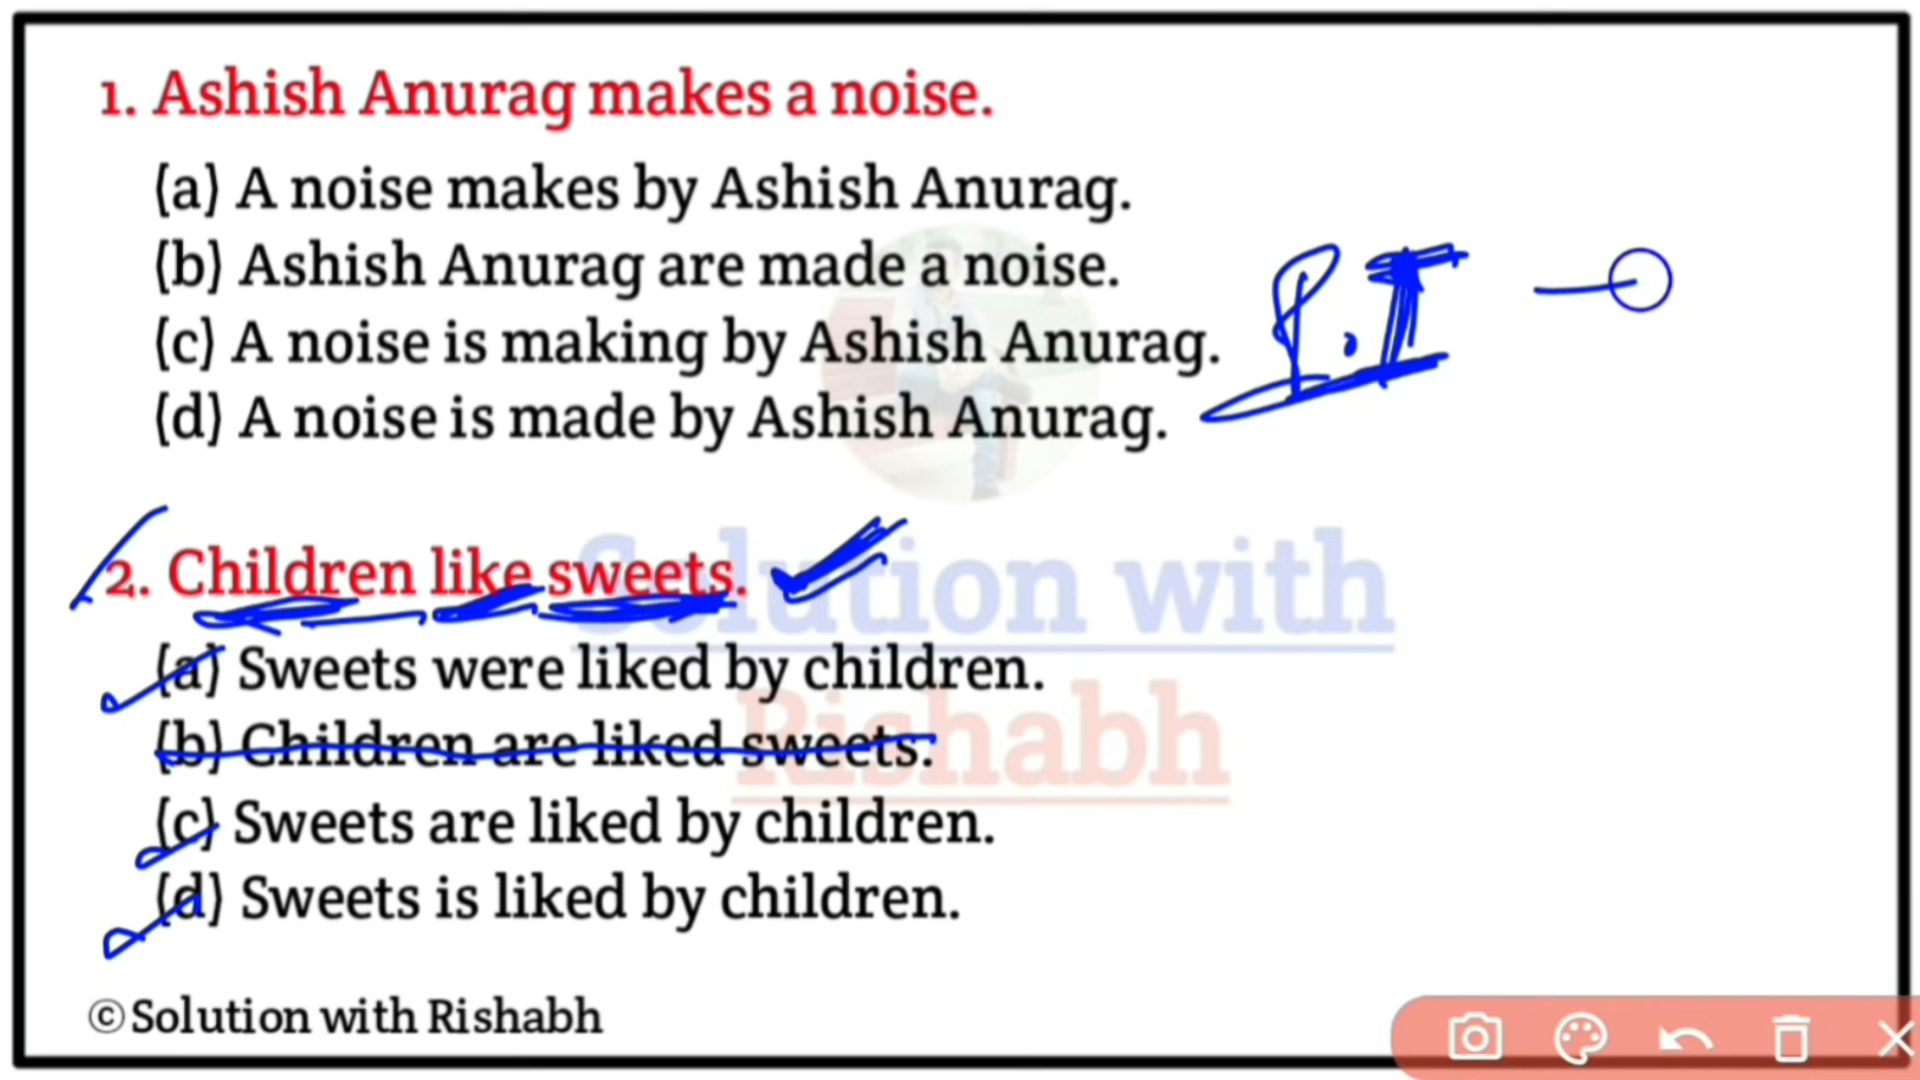 1. Ashish Anurag makes a noise.
(a) A noise makes by Ashish Anurag.
(b) Ashish Anurag are made a noise.
(c) A noise is making by Ashish Anurag.
(d) A noise is made by Ashish Anurag.
P.I
2. Children like sweets.
(a) Sweets were liked by children.
(b) Children are liked sweets.
(c) Sweets are liked by children.
(d) Sweets is liked by children.
Solution with
Rishabh
©Solution with Rishabh